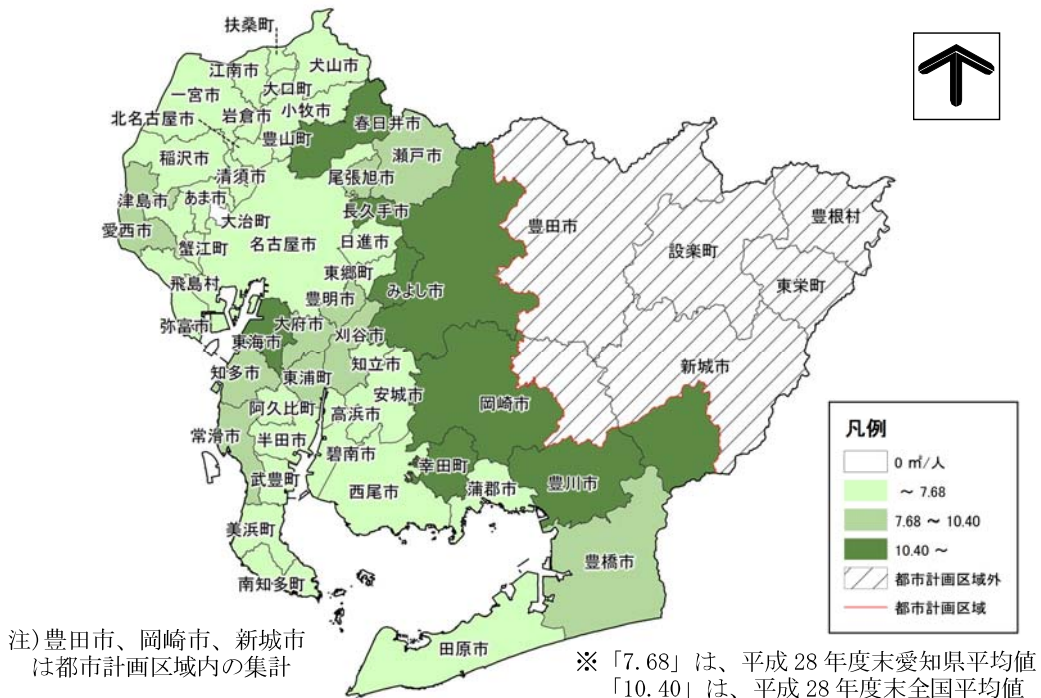 扶桑町
江南市
犬山市
大口町
一宮市
岩倉市
小牧市
北名古屋市
豊山町
春日井市
稲沢市
瀬戸市
清須市
尾張旭市
津島市
あま市
長久手市
大治町
愛西市
蟹江町
名古屋市
日進市
豊田市
設楽町
豊根村
東郷町
飛島村
みよし市
東栄町
豊明市
弥富市
大府市
刈谷市
東海市
知立市
新城市
知多市
東浦町
安城市
阿久比町
高浜市
岡崎市
常滑市
半田市
碧南市
幸田町
武豊町
西尾市
蒲郡市
豊川市
美浜町
豊橋市
南知多町
田原市
凡例
0 ㎡/人
～ 7.68
7.68 ～ 10.40
10.40 ～
都市計画区域外
都市計画区域
注)豊田市、岡崎市、新城市
は都市計画区域内の集計
※「7.68」は、平成 28 年度末愛知県平均値
「10.40」は、平成 28 年度末全国平均値